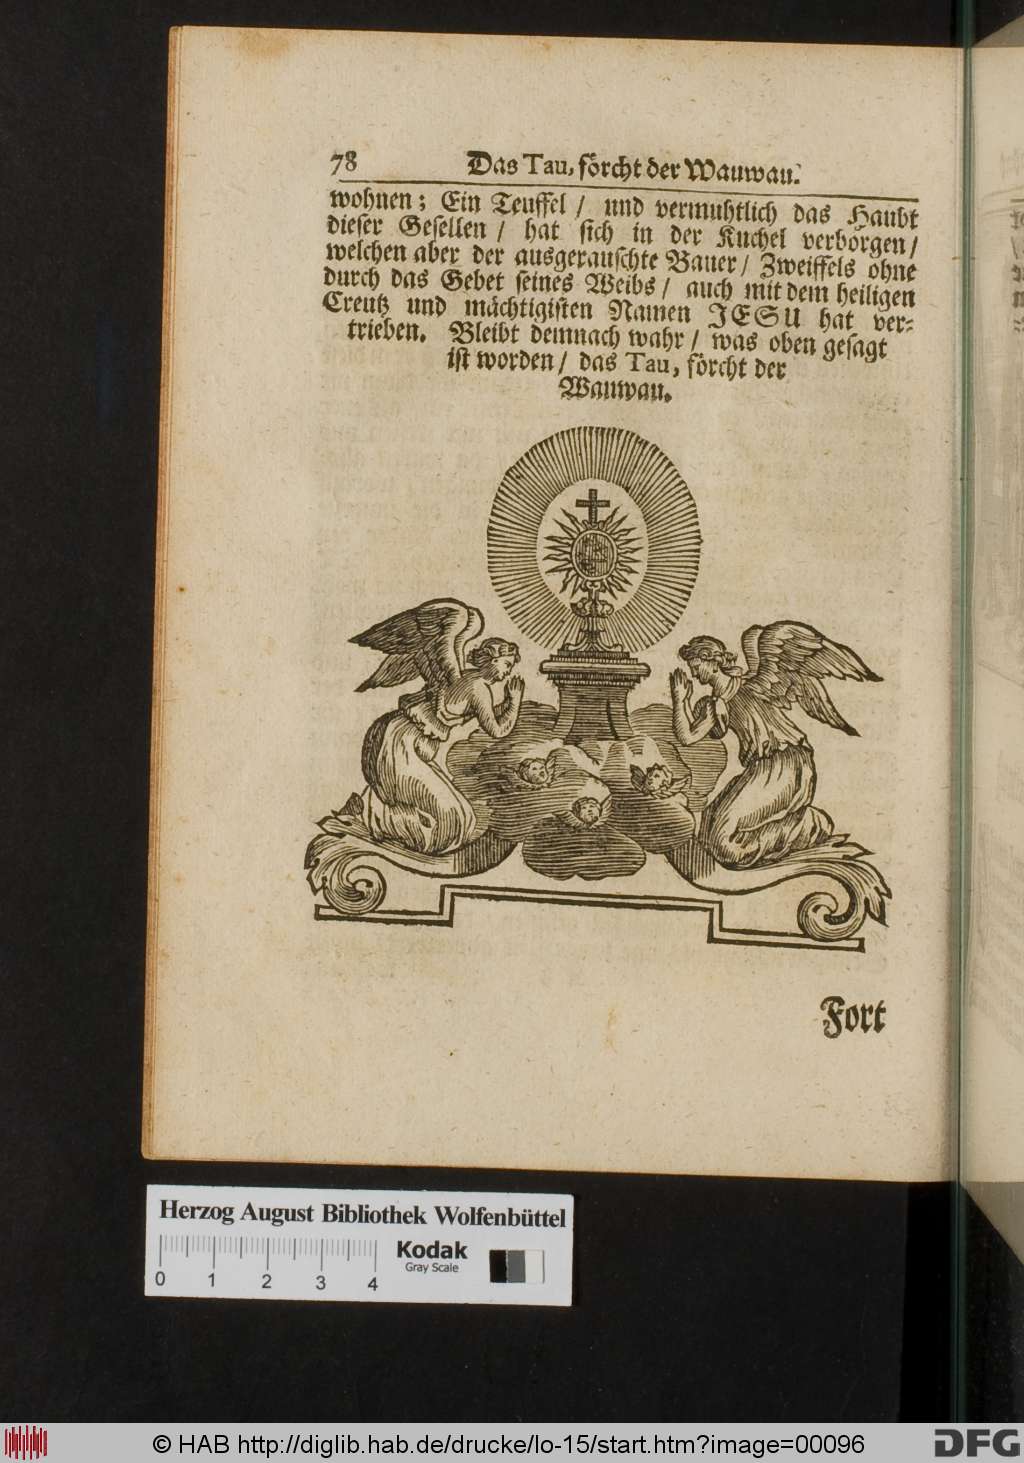 78 Das Tau, förcht der Wauwau.
wohnen; Ein Teuffel / und vermuhtlich das Haubt
dieser Gesellen / hat sich in der Kuchel verborgen /
welchen aber der ausgerauschte Bauer / Zweiffels ohne
durch das Gebet seines Weibs / auch mit dem heiligen
Creutz und mächtigisten Namen JESU hat ver-
trieben. Bleibt demnach wahr / was oben gesagt
ist worden / das Tau, förcht der
Wauwau.
Fort
Herzog August Bibliothek Wolfenbüttel
Kodak
Gray Scale
0 1 2 3 4
© HAB http://diglib.hab.de/drucke/lo-15/start.htm?image=00096
DFG